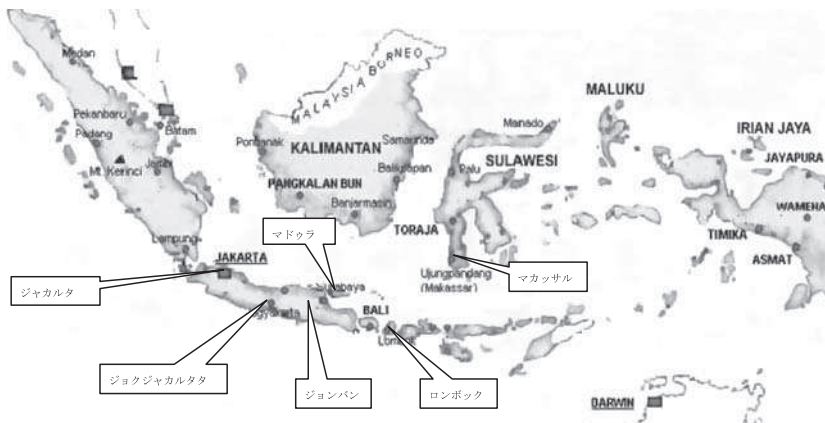 Medan
MALAYSIA BORNEO
MALUKU
Pekanbaru
Batam
Padang
Pontianak
Samarinda
Manado
IRIAN JAYA
KALIMANTAN
SULAWESI
JAYAPURA
Mt. Kerinci
Jambi
Balikpapan
Palu
PANGKALAN BUN
WAMENA
Banjarmasin
TORAJA
TIMIKA
Lampung
マドゥラ
ASMAT
JAKARTA
Ujungpandang
(Makassar)
マカッサル
ジャカルタ
Surabaya
BALI
Lombok
ジョクジャカルタタ
ジョンバン
ロンボック
DARWIN